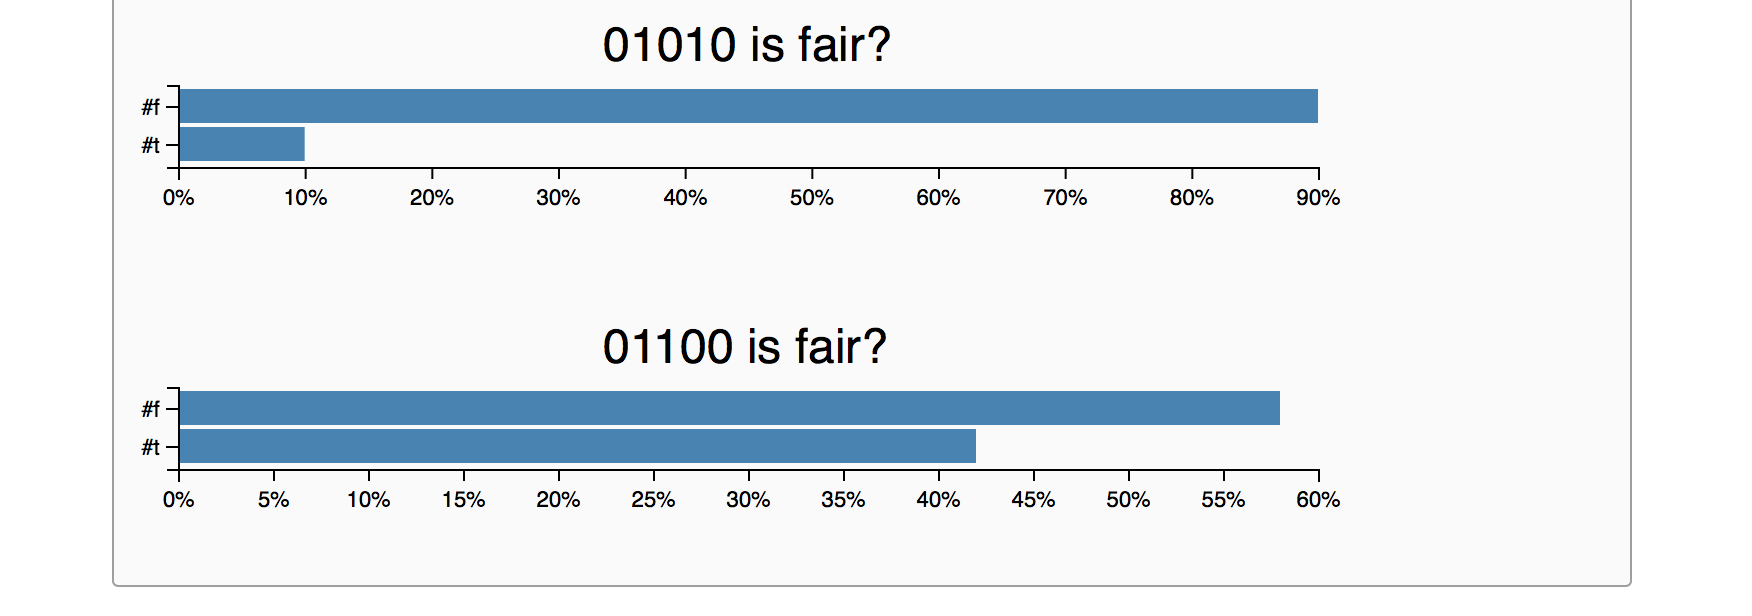 01010 is fair?
#f
#t
0% 10% 20% 30% 40% 50% 60% 70% 80% 90%
01100 is fair?
#f
#t
0% 5% 10% 15% 20% 25% 30% 35% 40% 45% 50% 55% 60%